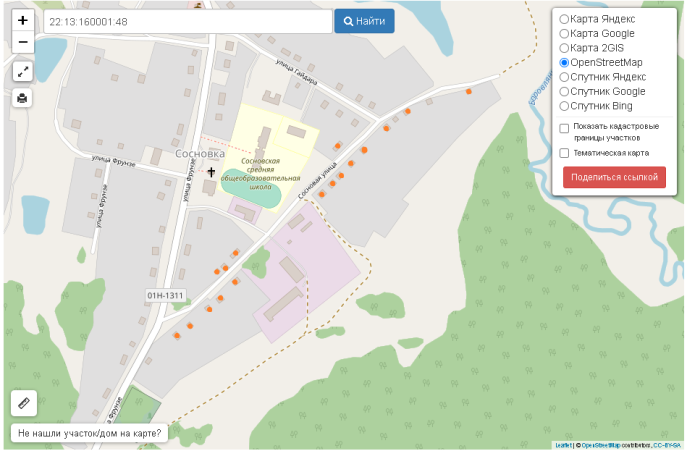 +
22:13:160001:48
Найти
−
Карта Яндекс
Карта Google
Карта 2GIS
OpenStreetMap
Спутник Яндекс
Спутник Google
Спутник Bing
Показать кадастровые
границы участков
Тематическая карта
Поделиться ссылкой
улица Гайдара
Сосновка
улица Фрунзе
улица Фрунзе
улица Фрунзе
Сосновская
средняя
общеобразовательная
школа
Сосновая улица
01Н-1311
улица Фрунзе
Не нашли участок/дом на карте?
Leaflet | © OpenStreetMap contributors, CC-BY-SA